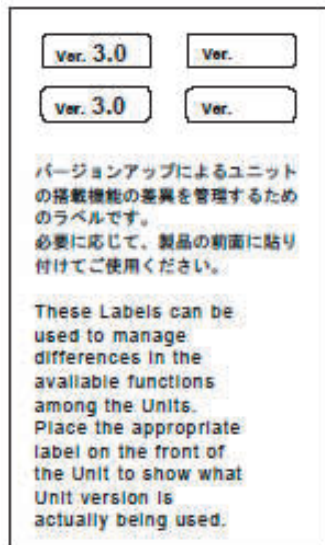 Ver. 3.0 Ver.
Ver. 3.0 Ver.
バージョンアップによるユニット
の搭載機能の差異を管理するため
のラベルです。
必要に応じて、製品の前面に貼り
付けてご使用ください。
These Labels can be
used to manage
differences in the
available functions
among the Units.
Place the appropriate
label on the front of
the Unit to show what
Unit version is
actually being used.